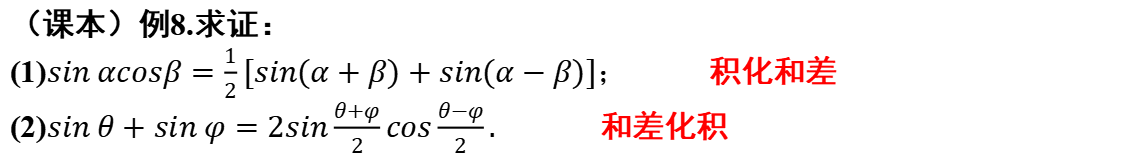 （课本）例8.求证：
(1)sin αcosβ = 1/2 [sin(α + β) + sin(α − β)]； 积化和差
(2)sin θ + sin φ = 2sin (θ+φ)/2 cos (θ−φ)/2 . 和差化积